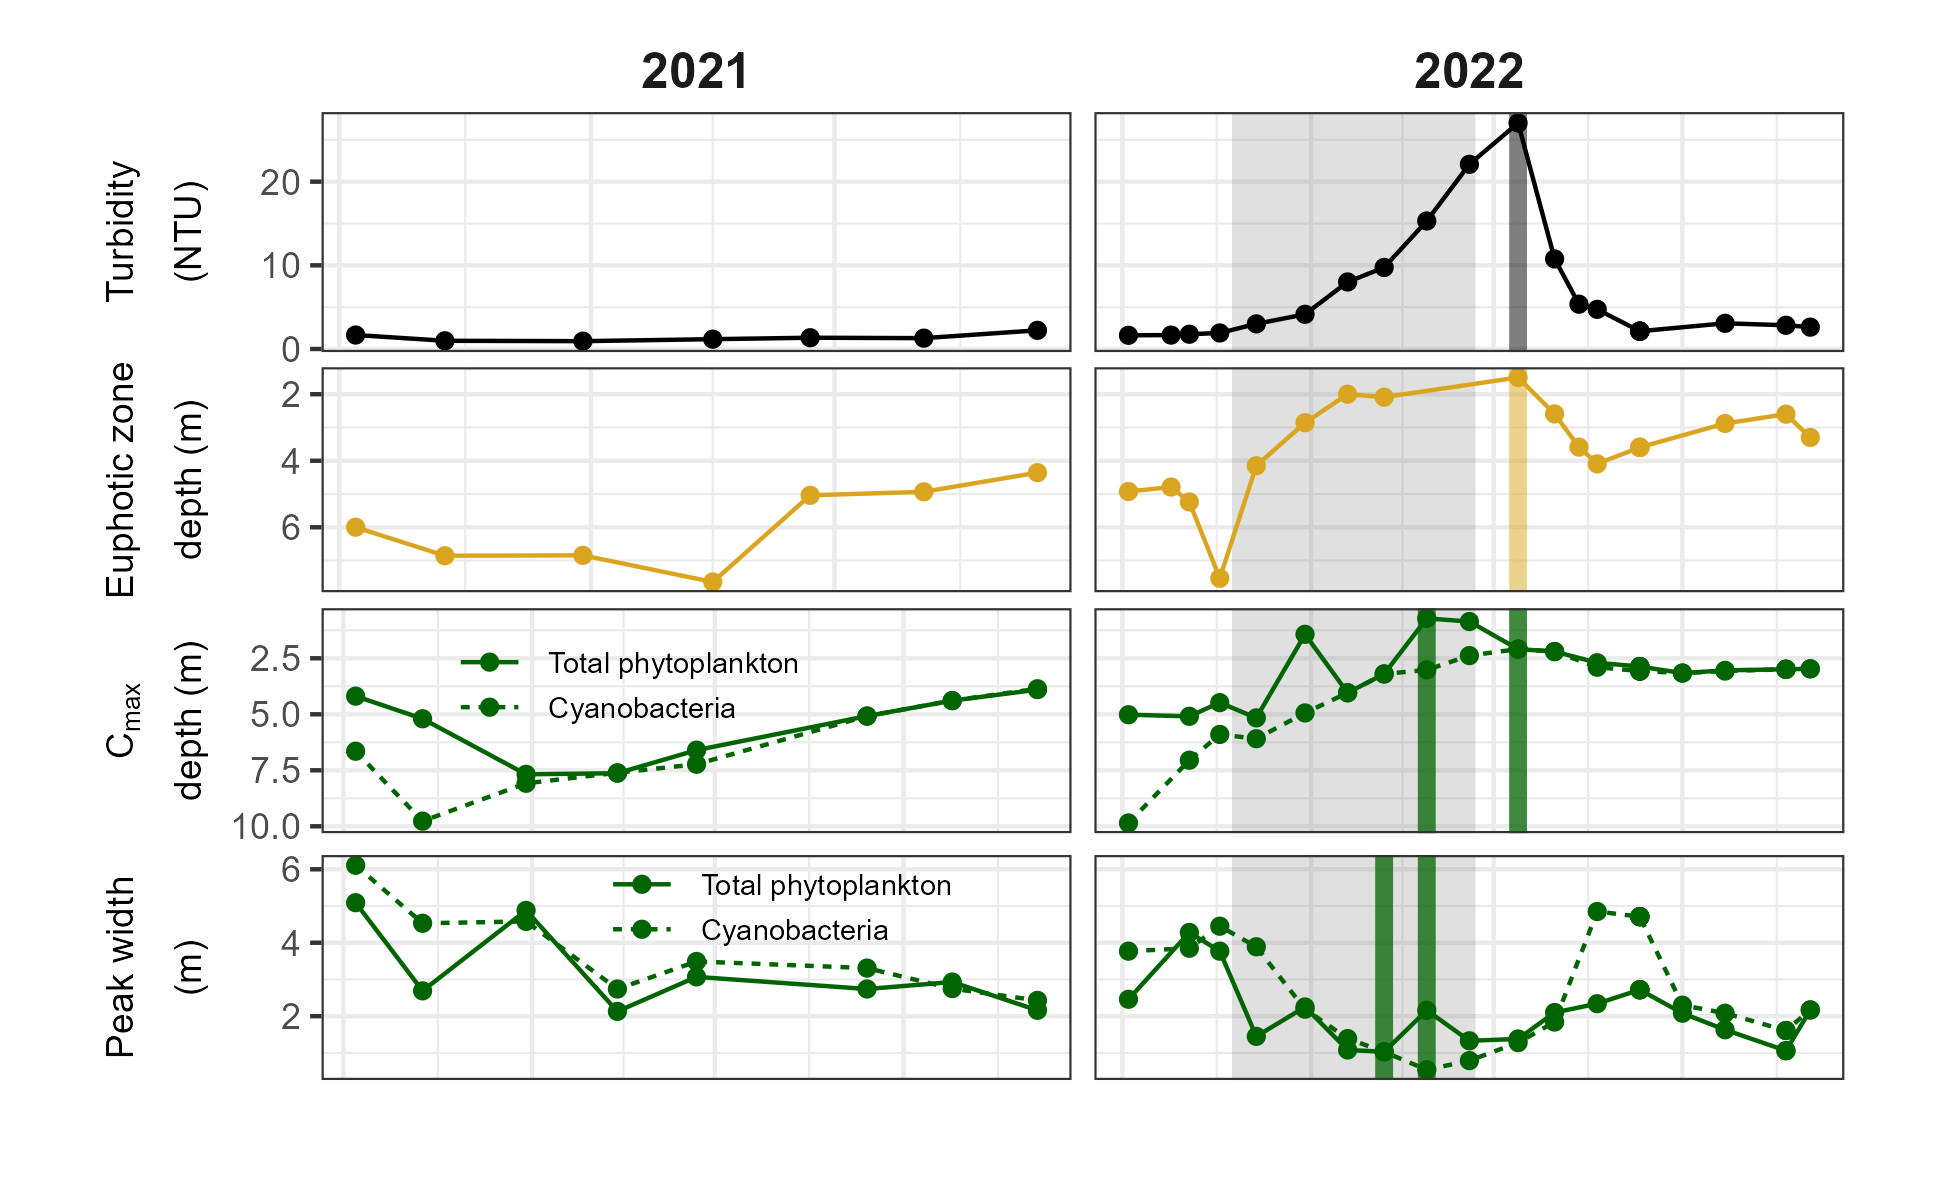 2021 2022
Turbidity
(NTU)
20
10
0
Euphotic zone
depth (m)
2
4
6
Cmax
depth (m)
2.5
5.0
7.5
10.0
Total phytoplankton
Cyanobacteria
Peak width
(m)
6
4
2
Total phytoplankton
Cyanobacteria